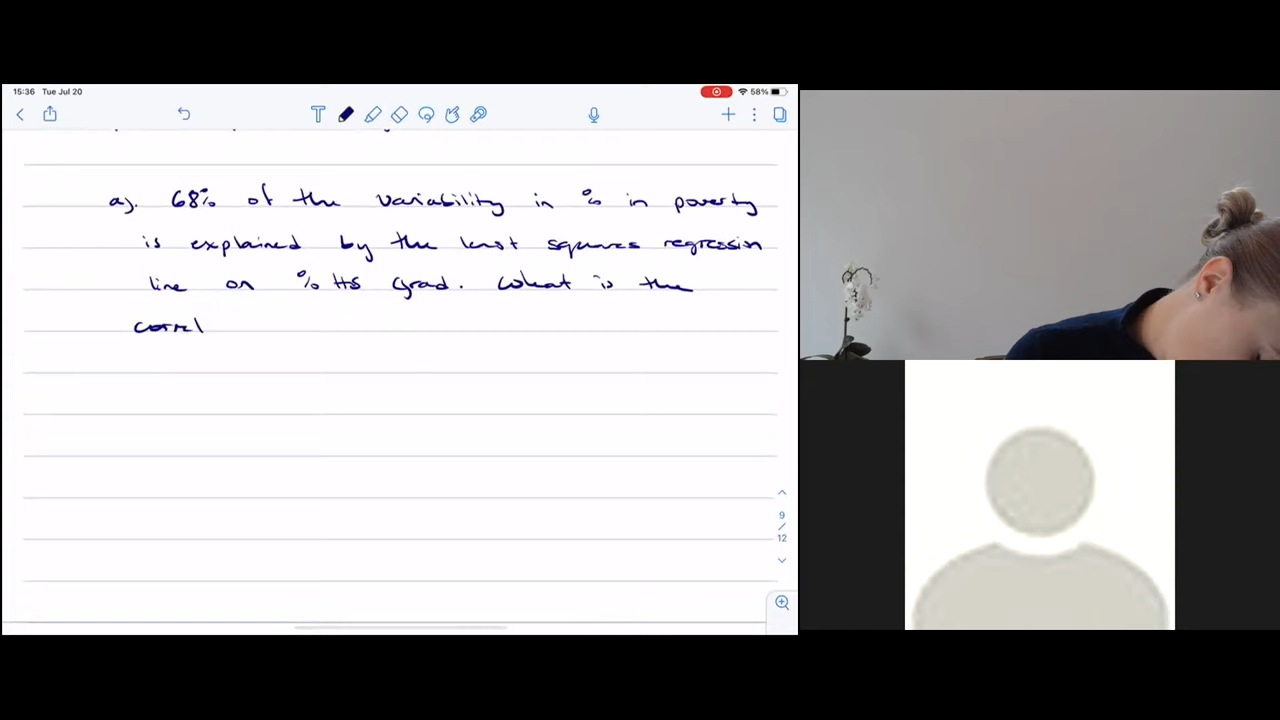 15:36 Tue Jul 20
58%
T
a). 68% of the variability in % in poverty
is explained by the least squares regression
line on % HS grad. What is the
correl
9
/
12